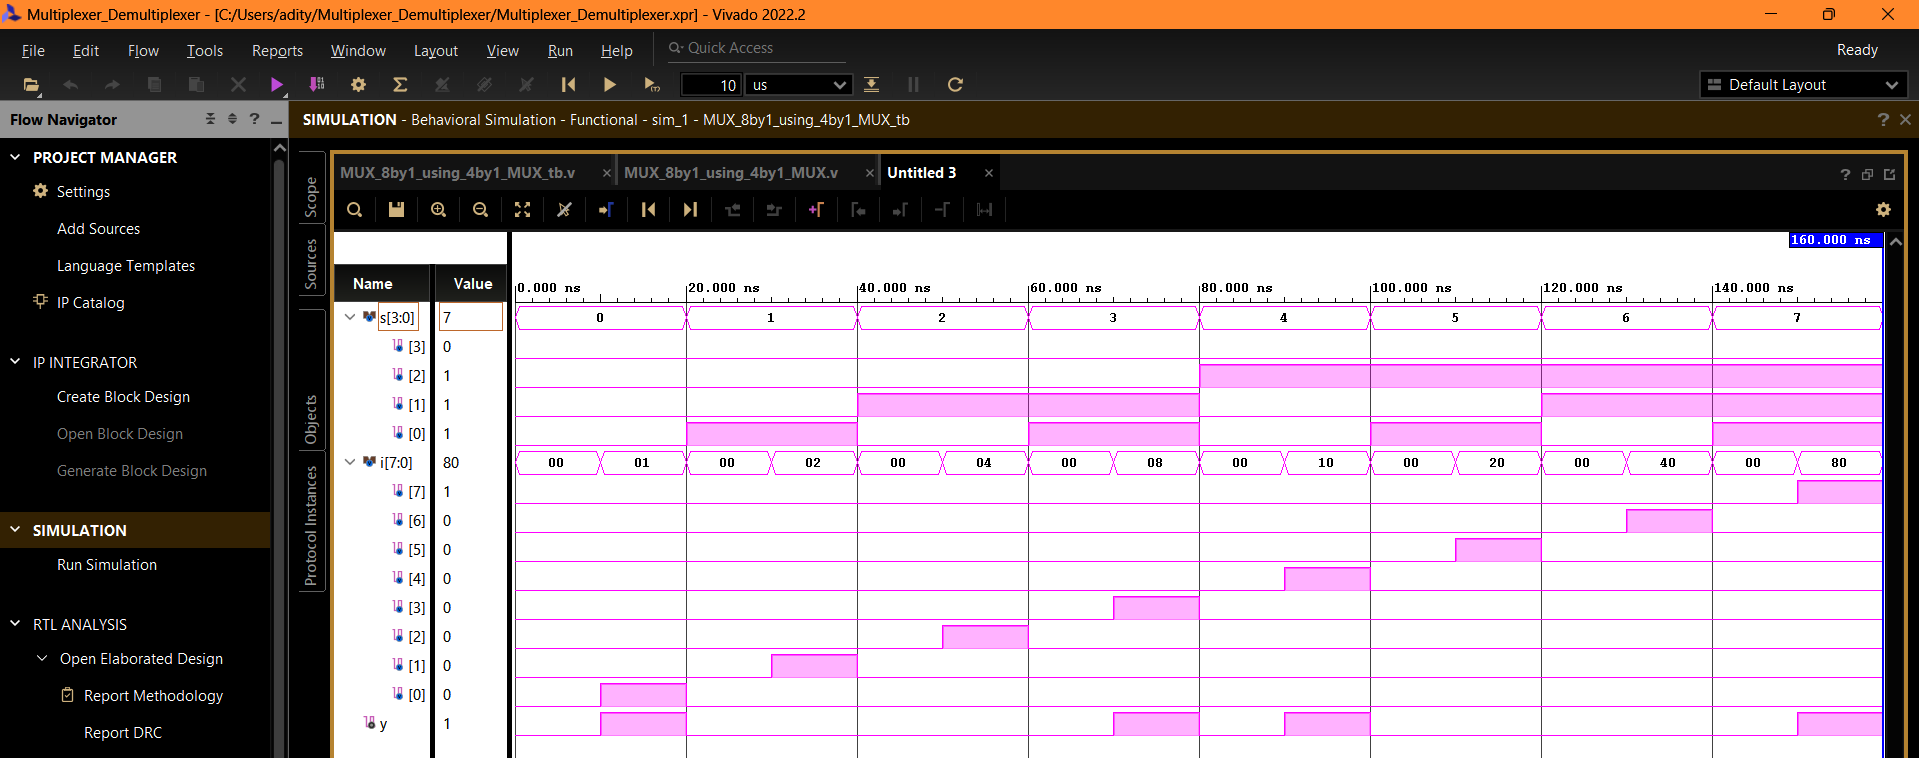 Multiplexer_Demultiplexer - [C:/Users/adity/Multiplexer_Demultiplexer/Multiplexer_Demultiplexer.xpr] - Vivado 2022.2
File Edit Flow Tools Reports Window Layout View Run Help Quick Access Ready
10 us Default Layout
Flow Navigator
SIMULATION - Behavioral Simulation - Functional - sim_1 - MUX_8by1_using_4by1_MUX_tb
PROJECT MANAGER
Settings
Add Sources
Language Templates
IP Catalog
IP INTEGRATOR
Create Block Design
Open Block Design
Generate Block Design
SIMULATION
Run Simulation
RTL ANALYSIS
Open Elaborated Design
Report Methodology
Report DRC
Scope
Sources
Objects
Protocol Instances
MUX_8by1_using_4by1_MUX_tb.v MUX_8by1_using_4by1_MUX.v Untitled 3
160.000 ns
Name Value 0.000 ns 20.000 ns 40.000 ns 60.000 ns 80.000 ns 100.000 ns 120.000 ns 140.000 ns
s[3:0] 7 0 1 2 3 4 5 6 7
[3] 0
[2] 1
[1] 1
[0] 1
i[7:0] 80 00 01 00 02 00 04 00 08 00 10 00 20 00 40 00 80
[7] 1
[6] 0
[5] 0
[4] 0
[3] 0
[2] 0
[1] 0
[0] 0
y 1